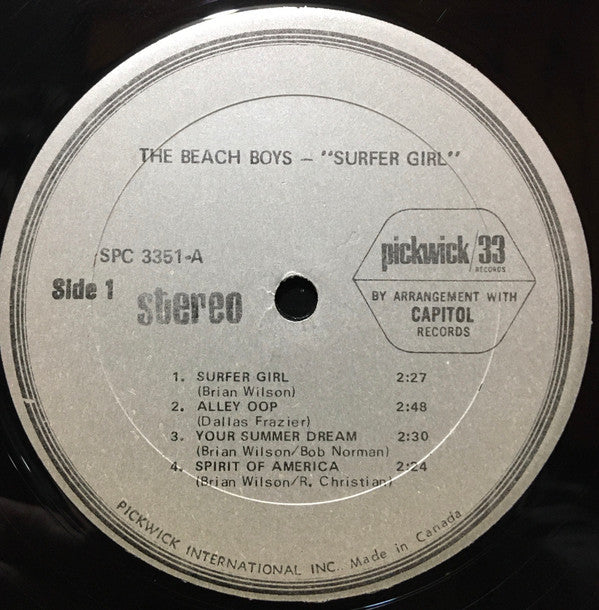 THE BEACH BOYS – "SURFER GIRL"
SPC 3351-A
Side 1 stereo
pickwick/33
RECORDS
BY ARRANGEMENT WITH
CAPITOL
RECORDS
1. SURFER GIRL 2:27
(Brian Wilson)
2. ALLEY OOP 2:48
(Dallas Frazier)
3. YOUR SUMMER DREAM 2:30
(Brian Wilson/Bob Norman)
4. SPIRIT OF AMERICA 2:24
(Brian Wilson/R. Christian)
PICKWICK INTERNATIONAL INC. Made in Canada